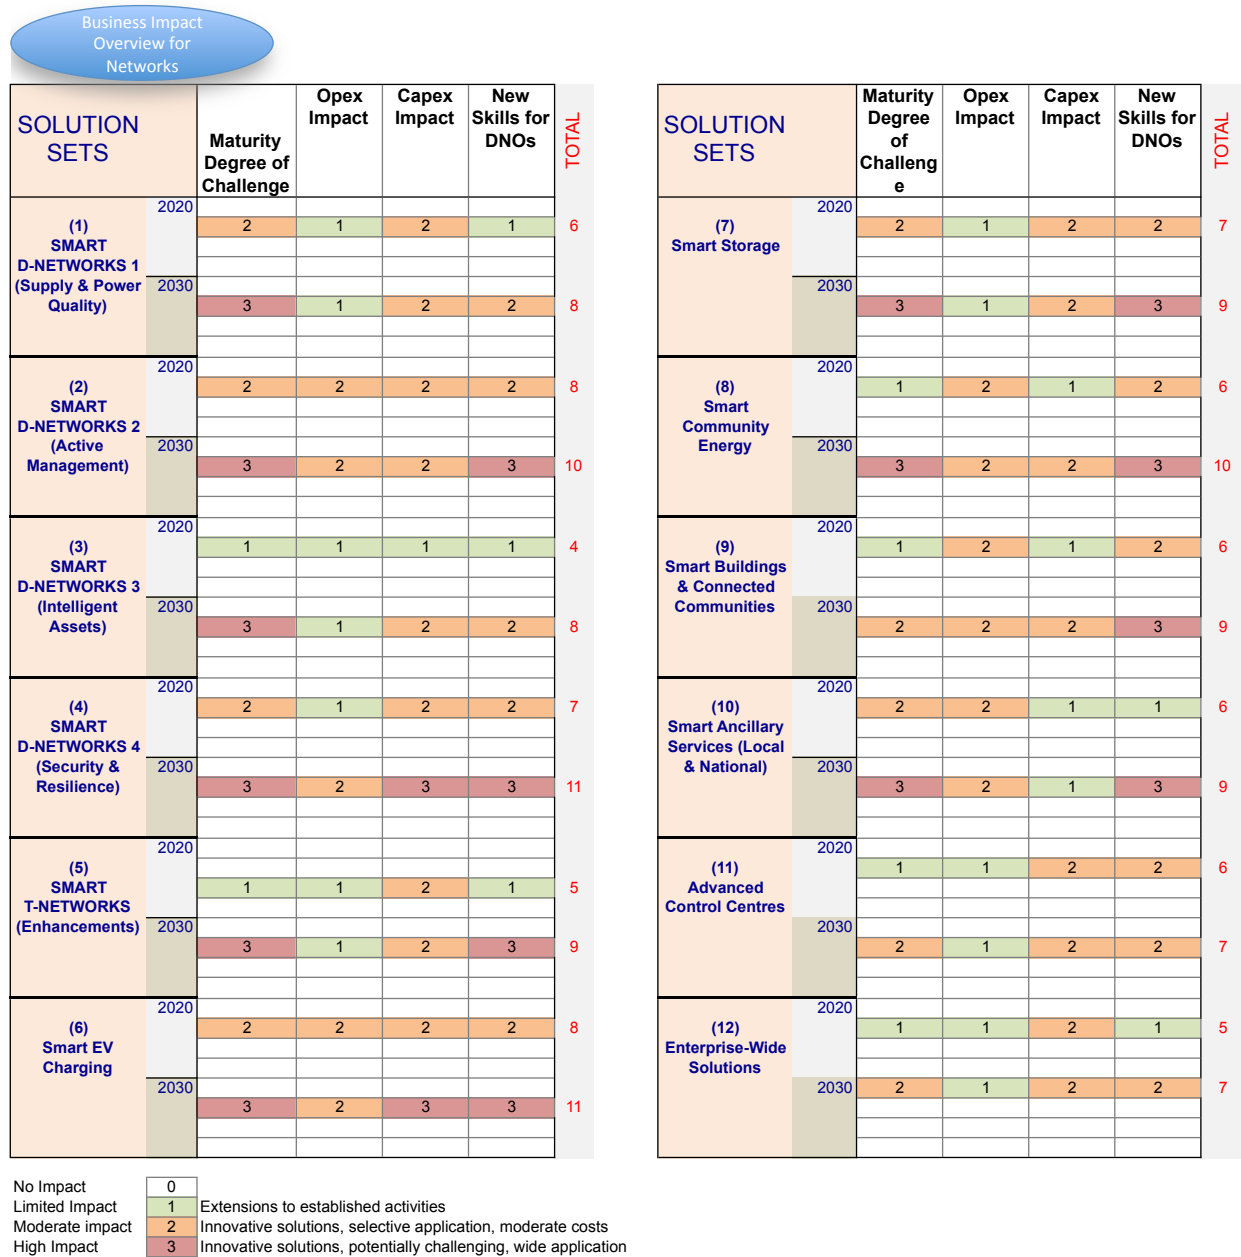 Business Impact
Overview for
Networks
SOLUTION
SETS
Maturity
Degree of
Challenge
Opex
Impact
Capex
Impact
New
Skills for
DNOs
TOTAL
(1)
SMART
D-NETWORKS 1
(Supply & Power
Quality)
2020
2 1 2 1 6
2030
3 1 2 2 8
(2)
SMART
D-NETWORKS 2
(Active
Management)
2020
2 2 2 2 8
2030
3 2 2 3 10
(3)
SMART
D-NETWORKS 3
(Intelligent
Assets)
2020
1 1 1 1 4
2030
3 1 2 2 8
(4)
SMART
D-NETWORKS 4
(Security &
Resilience)
2020
2 1 2 2 7
2030
3 2 3 3 11
(5)
SMART
T-NETWORKS
(Enhancements)
2020
1 1 2 1 5
2030
3 1 2 3 9
(6)
Smart EV
Charging
2020
2 2 2 2 8
2030
3 2 3 3 11
SOLUTION
SETS
Maturity
Degree
of
Challeng
e
Opex
Impact
Capex
Impact
New
Skills for
DNOs
TOTAL
(7)
Smart Storage
2020
2 1 2 2 7
2030
3 1 2 3 9
(8)
Smart
Community
Energy
2020
1 2 1 2 6
2030
3 2 2 3 10
(9)
Smart Buildings
& Connected
Communities
2020
1 2 1 2 6
2030
2 2 2 3 9
(10)
Smart Ancillary
Services (Local
& National)
2020
2 2 1 1 6
2030
3 2 1 3 9
(11)
Advanced
Control Centres
2020
1 1 2 2 6
2030
2 1 2 2 7
(12)
Enterprise-Wide
Solutions
2020
1 1 2 1 5
2030
2 1 2 2 7
No Impact 0
Limited Impact 1 Extensions to established activities
Moderate impact 2 Innovative solutions, selective application, moderate costs
High Impact 3 Innovative solutions, potentially challenging, wide application